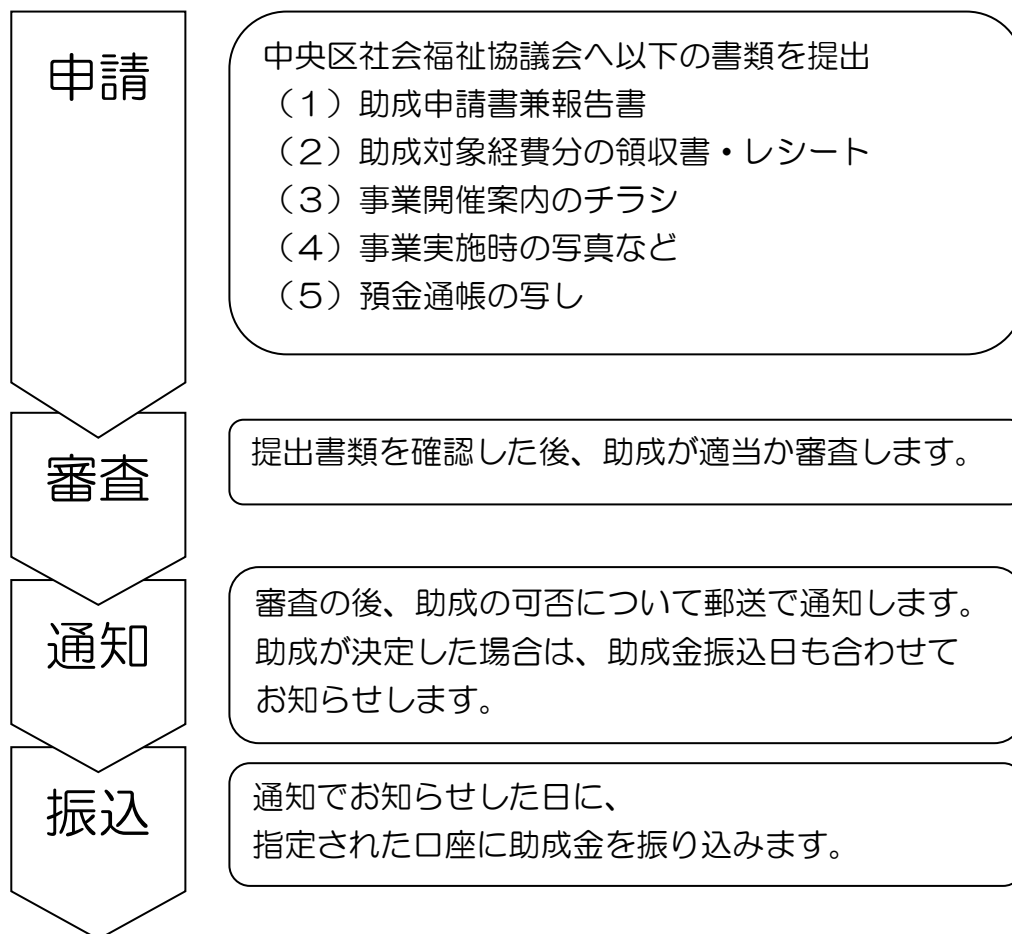 申請
中央区社会福祉協議会へ以下の書類を提出
（１）助成申請書兼報告書
（２）助成対象経費分の領収書・レシート
（３）事業開催案内のチラシ
（４）事業実施時の写真など
（５）預金通帳の写し
審査
提出書類を確認した後、助成が適当か審査します。
通知
審査の後、助成の可否について郵送で通知します。
助成が決定した場合は、助成金振込日も合わせて
お知らせします。
振込
通知でお知らせした日に、
指定された口座に助成金を振り込みます。